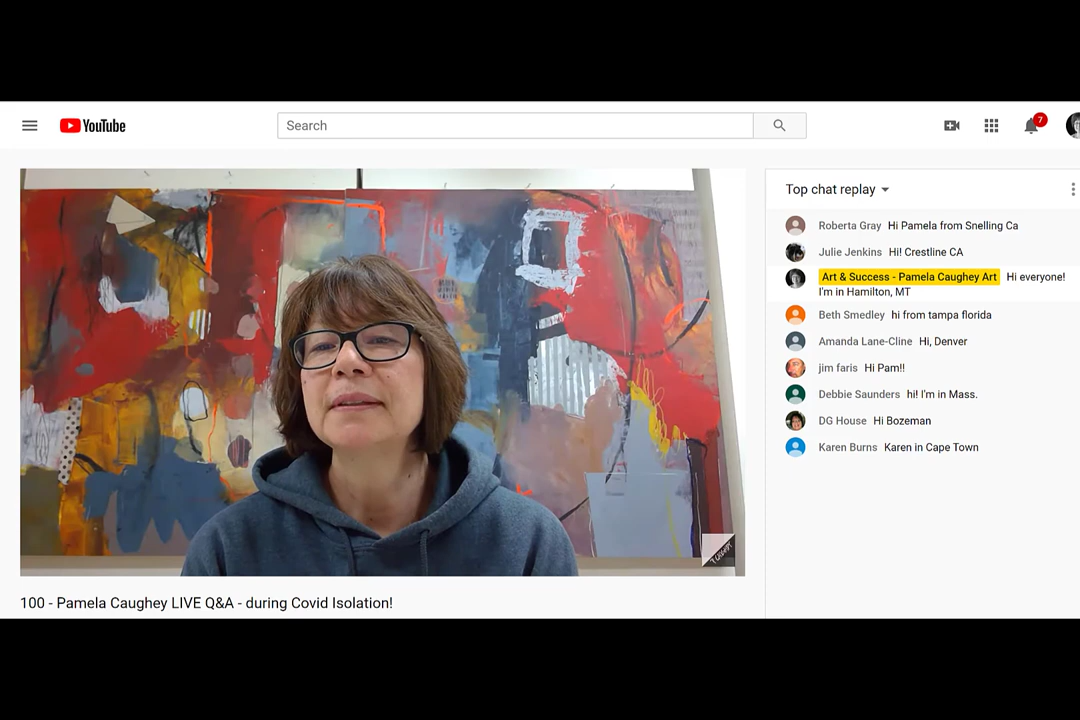 YouTube
Search
7
Top chat replay
Roberta Gray Hi Pamela from Snelling Ca
Julie Jenkins Hi! Crestline CA
Art & Success - Pamela Caughey Art Hi everyone!
I'm in Hamilton, MT
Beth Smedley hi from tampa florida
Amanda Lane-Cline Hi, Denver
jim faris Hi Pam!!
Debbie Saunders hi! I'm in Mass.
DG House Hi Bozeman
Karen Burns Karen in Cape Town
100 - Pamela Caughey LIVE Q&A - during Covid Isolation!